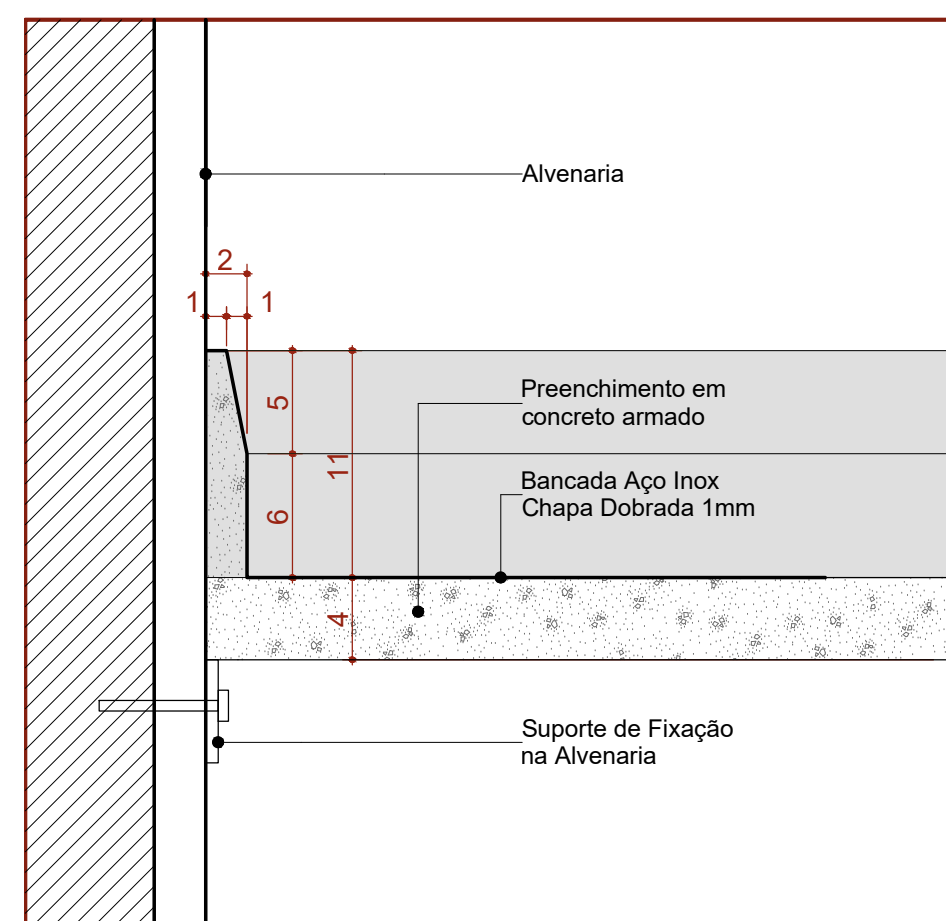 Alvenaria
2
1
1
5
11
6
4
Preenchimento em
concreto armado
Bancada Aço Inox
Chapa Dobrada 1mm
Suporte de Fixação
na Alvenaria